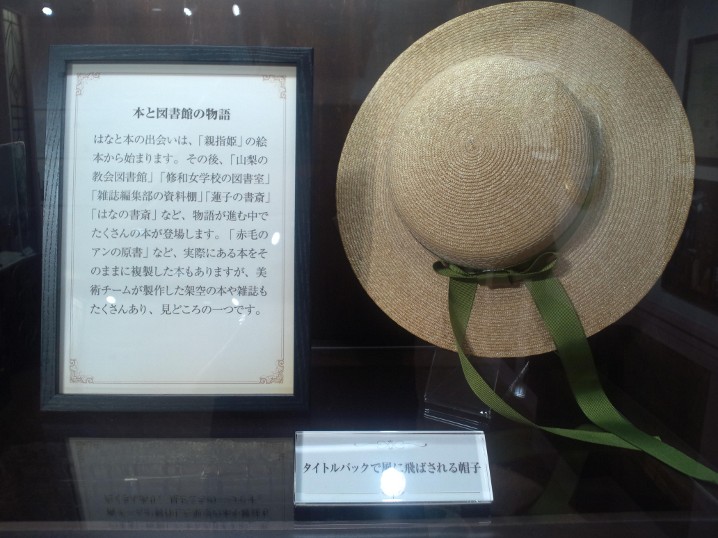 本と図書館の物語
はなと本の出会いは、「親指姫」の絵
本から始まります。その後、「山梨の
教会図書館」「修和女学校の図書室」
「雑誌編集部の資料棚」「蓮子の書斎」
「はなの書斎」など、物語が進む中で
たくさんの本が登場します。「赤毛の
アンの原書」など、実際にある本をそ
のままに複製した本もありますが、美
術チームが製作した架空の本や雑誌も
たくさんあり、見どころの一つです。
タイトルバックで風に飛ばされる帽子